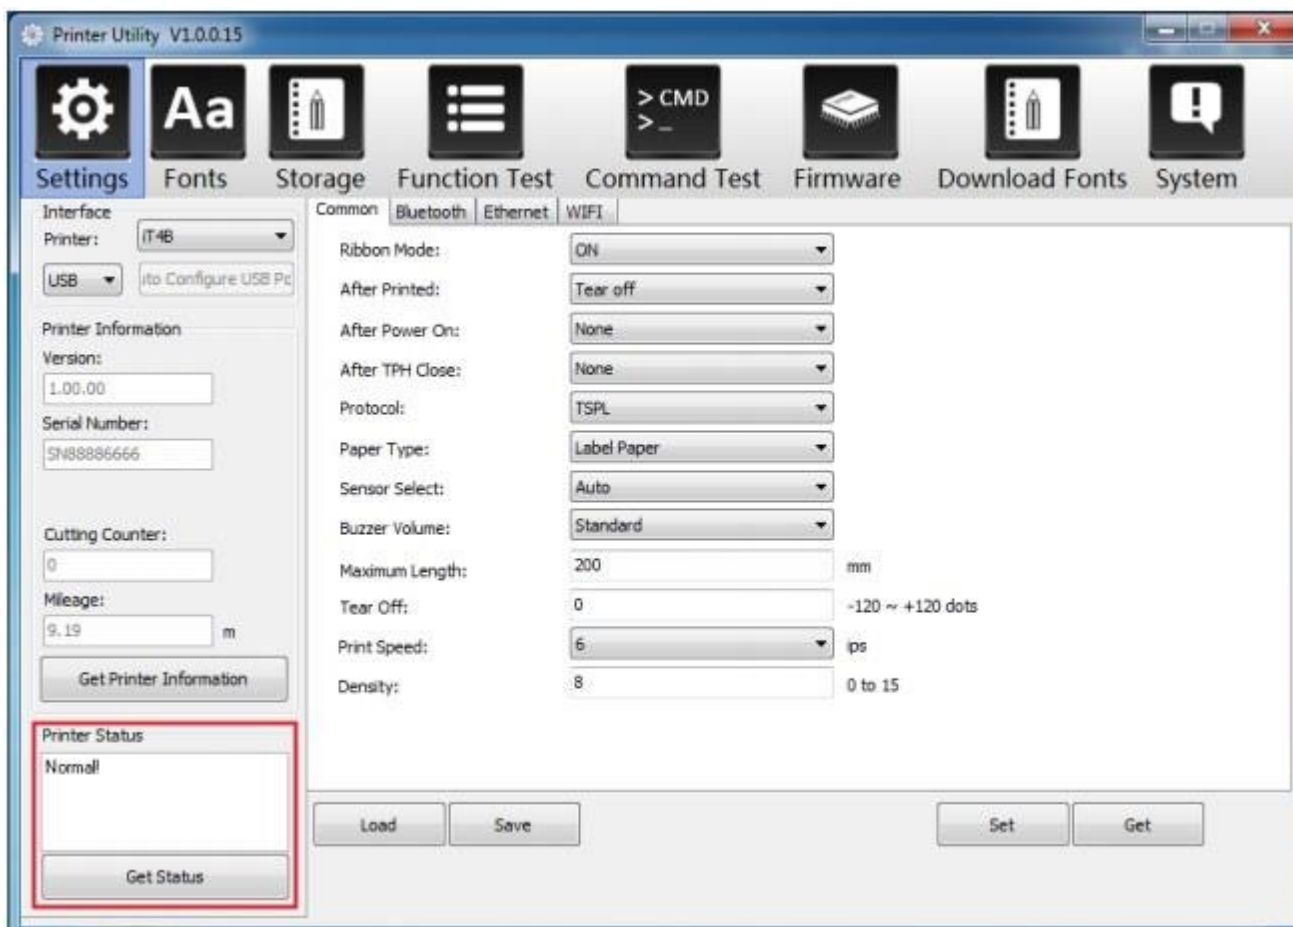 Printer Utility V1.0.0.15
> CMD
> _
Aa
Settings Fonts Storage Function Test Command Test Firmware Download Fonts System
Interface
Printer: iT4B
USB ito Configure USB Pc
Printer Information
Version:
1.00.00
Serial Number:
SN88886666
Cutting Counter:
0
Mileage:
9.19 m
Get Printer Information
Printer Status
Normal!
Get Status
Common Bluetooth Ethernet WIFI
Ribbon Mode: ON
After Printed: Tear off
After Power On: None
After TPH Close: None
Protocol: TSPL
Paper Type: Label Paper
Sensor Select: Auto
Buzzer Volume: Standard
Maximum Length: 200 mm
Tear Off: 0 -120 ~ +120 dots
Print Speed: 6 ips
Density: 8 0 to 15
Load Save Set Get